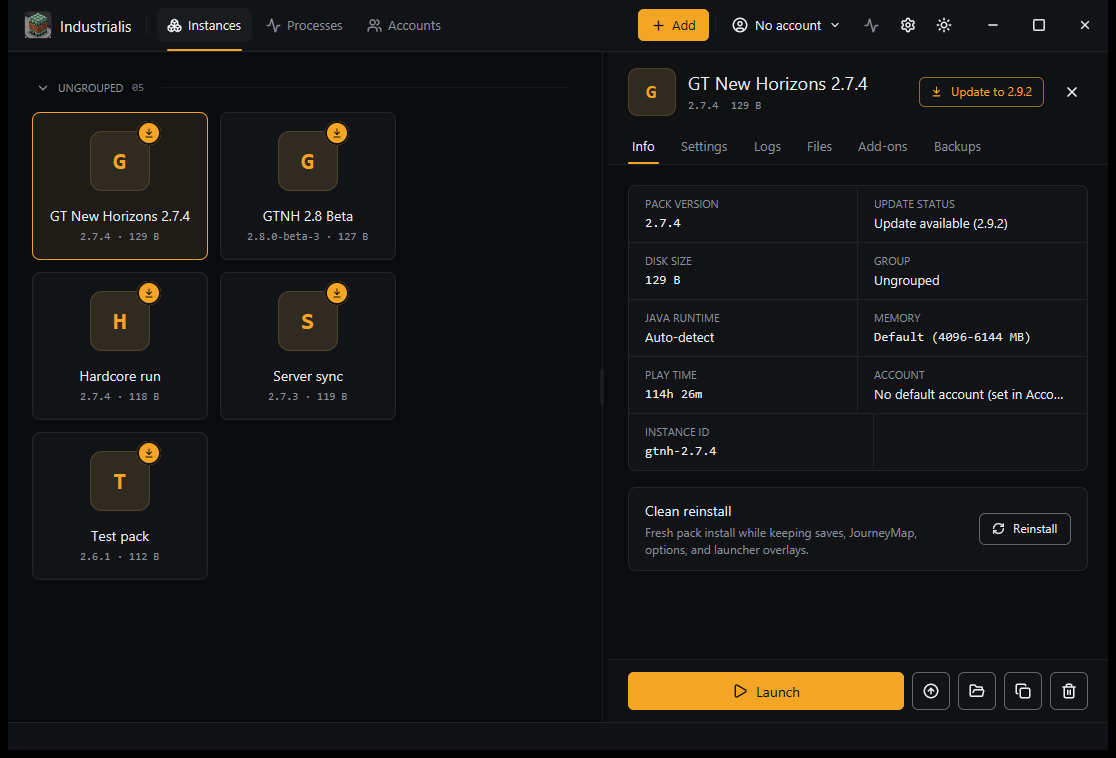 Industrialis
Instances
Processes
Accounts
Add
No account
UNGROUPED 05
G
GT New Horizons 2.7.4
2.7.4 · 129 B
G
GTNH 2.8 Beta
2.8.0-beta-3 · 127 B
H
Hardcore run
2.7.4 · 118 B
S
Server sync
2.7.3 · 119 B
T
Test pack
2.6.1 · 112 B
G
GT New Horizons 2.7.4
2.7.4 129 B
Update to 2.9.2
Info
Settings
Logs
Files
Add-ons
Backups
PACK VERSION
2.7.4
UPDATE STATUS
Update available (2.9.2)
DISK SIZE
129 B
GROUP
Ungrouped
JAVA RUNTIME
Auto-detect
MEMORY
Default (4096-6144 MB)
PLAY TIME
114h 26m
ACCOUNT
No default account (set in Acco...
INSTANCE ID
gtnh-2.7.4
Clean reinstall
Fresh pack install while keeping saves, JourneyMap,
options, and launcher overlays.
Reinstall
Launch